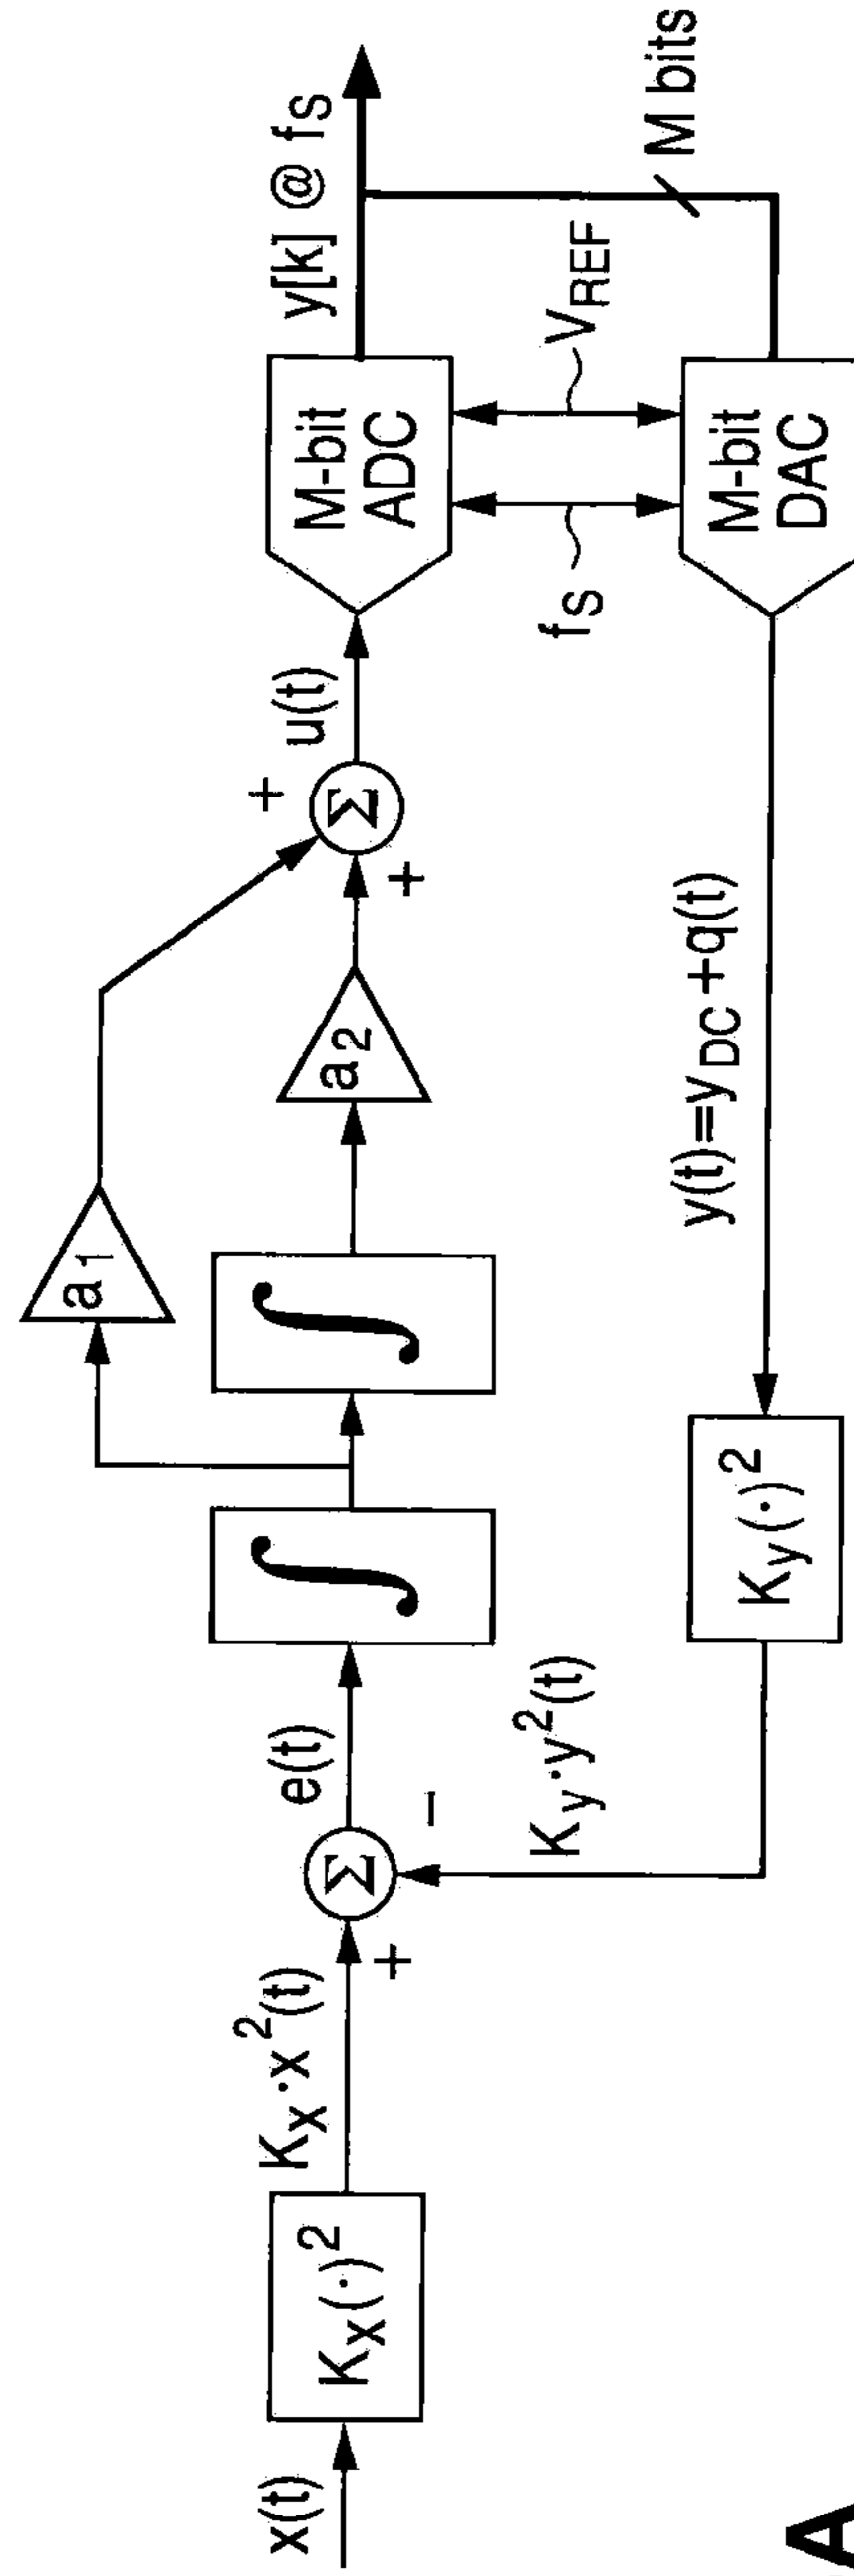 x(t)
Kₓ(·)²
Kₓ·x²(t)
+
Σ
−
e(t)
∫
∫
a₁
a₂
+
+
Σ
u(t)
M-bit
ADC
y[k] @ fS
M bits
fS
VREF
M-bit
DAC
y(t)=yDC+q(t)
Ky(·)²
Ky·y²(t)
A